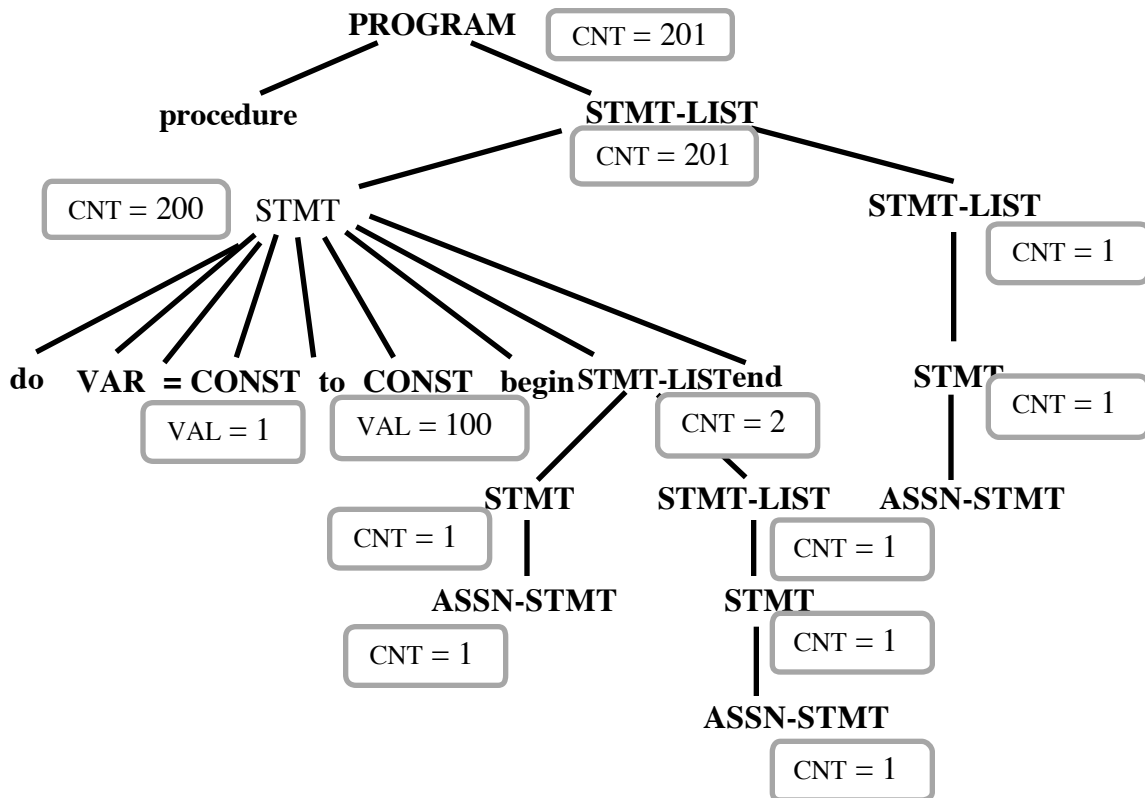 PROGRAM CNT = 201
procedure STMT-LIST
CNT = 201
CNT = 200 STMT STMT-LIST
CNT = 1
do VAR = CONST to CONST begin STMT-LIST end STMT
VAL = 1 VAL = 100 CNT = 2 CNT = 1
STMT STMT-LIST ASSN-STMT
CNT = 1 CNT = 1
ASSN-STMT STMT
CNT = 1 CNT = 1
ASSN-STMT
CNT = 1